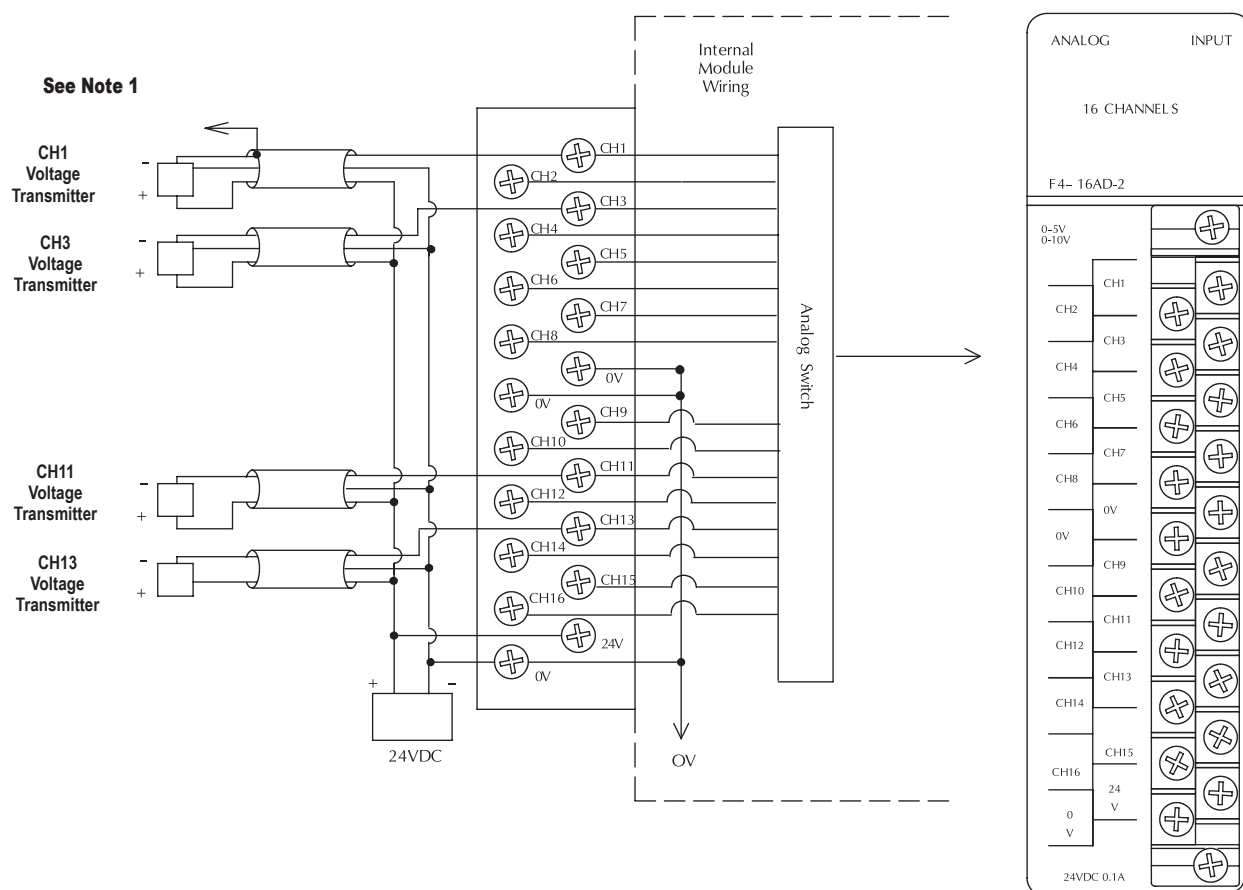 See Note 1
CH1
Voltage
Transmitter
-
+
CH3
Voltage
Transmitter
-
+
CH11
Voltage
Transmitter
-
+
CH13
Voltage
Transmitter
-
+
Internal
Module
Wiring
CH1
CH2
CH3
CH4
CH5
CH6
CH7
CH8
0V
0V
CH9
CH10
CH11
CH12
CH13
CH14
CH15
CH16
24V
0V
+ -
24VDC
OV
Analog Switch
ANALOG INPUT
16 CHANNELS
F4-16AD-2
0-5V
0-10V
CH1
CH2
CH3
CH4
CH5
CH6
CH7
CH8
0V
0V
CH9
CH10
CH11
CH12
CH13
CH14
CH15
CH16
24
V
0
V
24VDC 0.1A